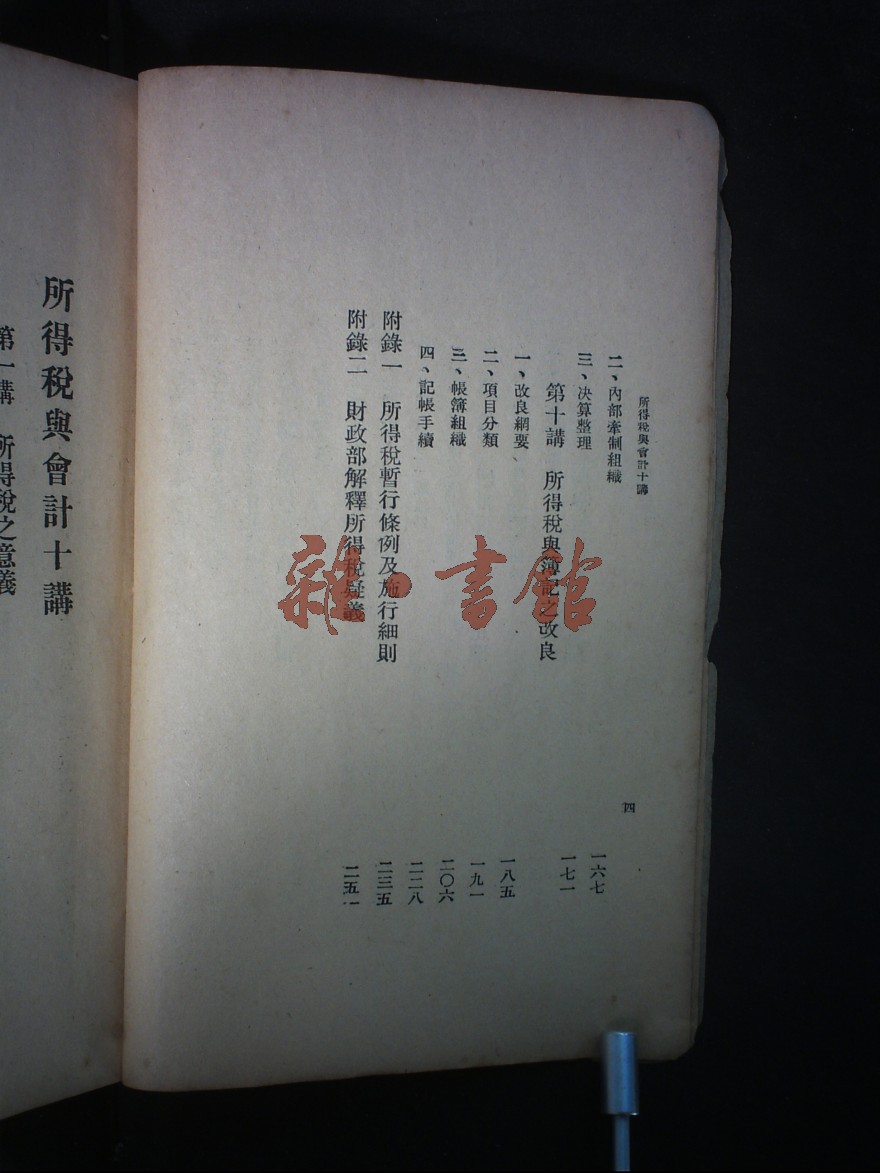 所得稅與會計十講
四
二、內部牽制組織 一六七
三、決算整理 一七一
第十講 所得稅與簿記之改良
一、改良綱要 一八五
二、項目分類 一九一
三、帳簿組織 二〇六
四、記帳手續 二二八
附錄一 所得稅暫行條例及施行細則 二三五
附錄二 財政部解釋所得稅疑義 二五一
雜·書館
所得稅與會計十講
第一講 所得稅之意義